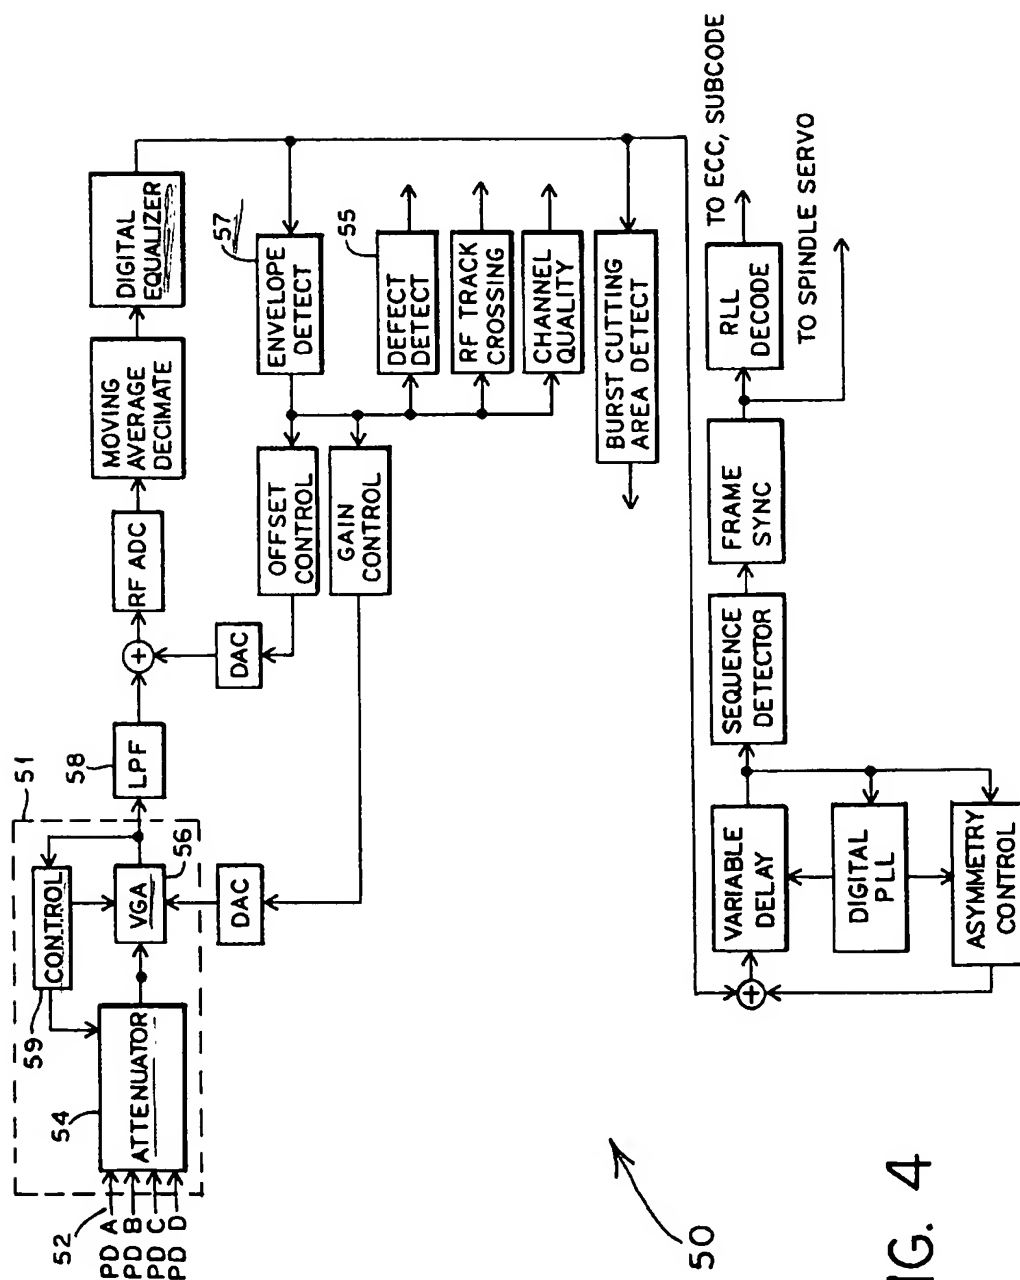 51
59
CONTROL
52
PD A
PD B
PD C
PD D
54
ATTENUATOR
VGA
56
DAC
58
LPF
+
RF ADC
DAC
MOVING
AVERAGE
DECIMATE
DIGITAL
EQUALIZER
57
ENVELOPE
DETECT
OFFSET
CONTROL
GAIN
CONTROL
55
DEFECT
DETECT
RF TRACK
CROSSING
CHANNEL
QUALITY
BURST CUTTING
AREA DETECT
+
VARIABLE
DELAY
DIGITAL
PLL
ASYMMETRY
CONTROL
SEQUENCE
DETECTOR
FRAME
SYNC
RLL
DECODE
TO ECC, SUBCODE
TO SPINDLE SERVO
50
IG. 4